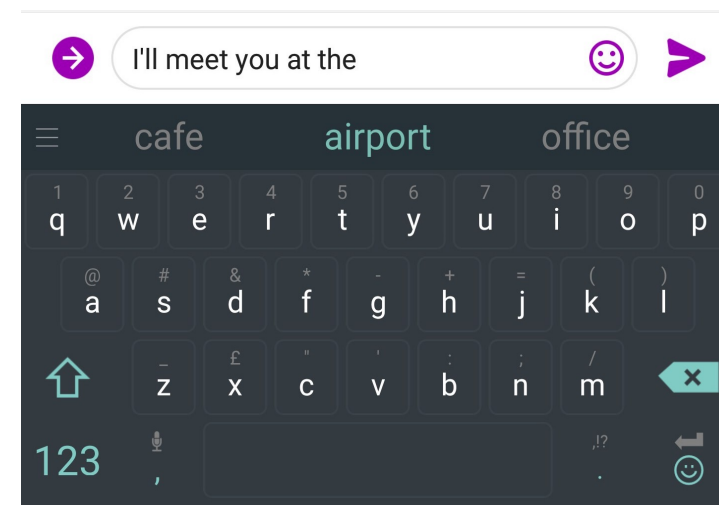 I'll meet you at the
cafe airport office
1 2 3 4 5 6 7 8 9 0
q w e r t y u i o p
@ # & * - + = ( )
a s d f g h j k l
_ £ " ' : ; /
z x c v b n m
,!?
123 , .